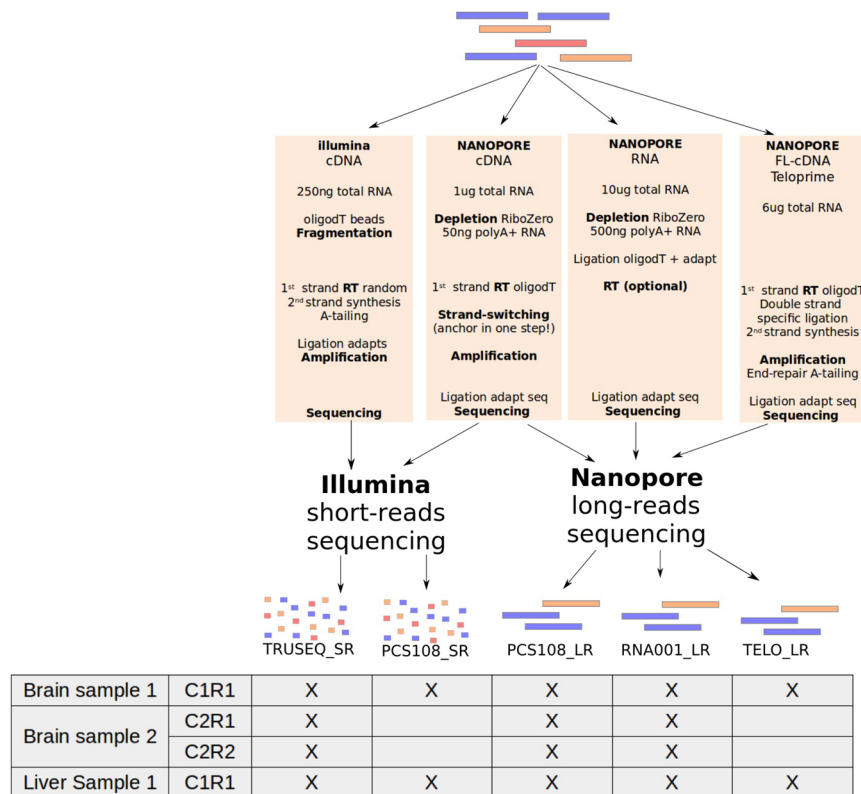 illumina
cDNA
250ng total RNA
oligodT beads
Fragmentation
1st strand RT random
2nd strand synthesis
A-tailing
Ligation adapts
Amplification
Sequencing
NANOPORE
cDNA
1ug total RNA
Depletion RiboZero
50ng polyA+ RNA
1st strand RT oligodT
Strand-switching
(anchor in one step!)
Amplification
Ligation adapt seq
Sequencing
NANOPORE
RNA
10ug total RNA
Depletion RiboZero
500ng polyA+ RNA
Ligation oligodT + adapt
RT (optional)
Ligation adapt seq
Sequencing
NANOPORE
FL-cDNA
Teloprime
6ug total RNA
1st strand RT oligodT
Double strand
specific ligation
2nd strand synthesis
Amplification
End-repair A-tailing
Ligation adapt seq
Sequencing
Illumina
short-reads
sequencing
Nanopore
long-reads
sequencing
TRUSEQ_SR PCS108_SR PCS108_LR RNA001_LR TELO_LR
Brain sample 1 C1R1 X X X X X
Brain sample 2 C2R1 X X X
C2R2 X X X
Liver Sample 1 C1R1 X X X X X